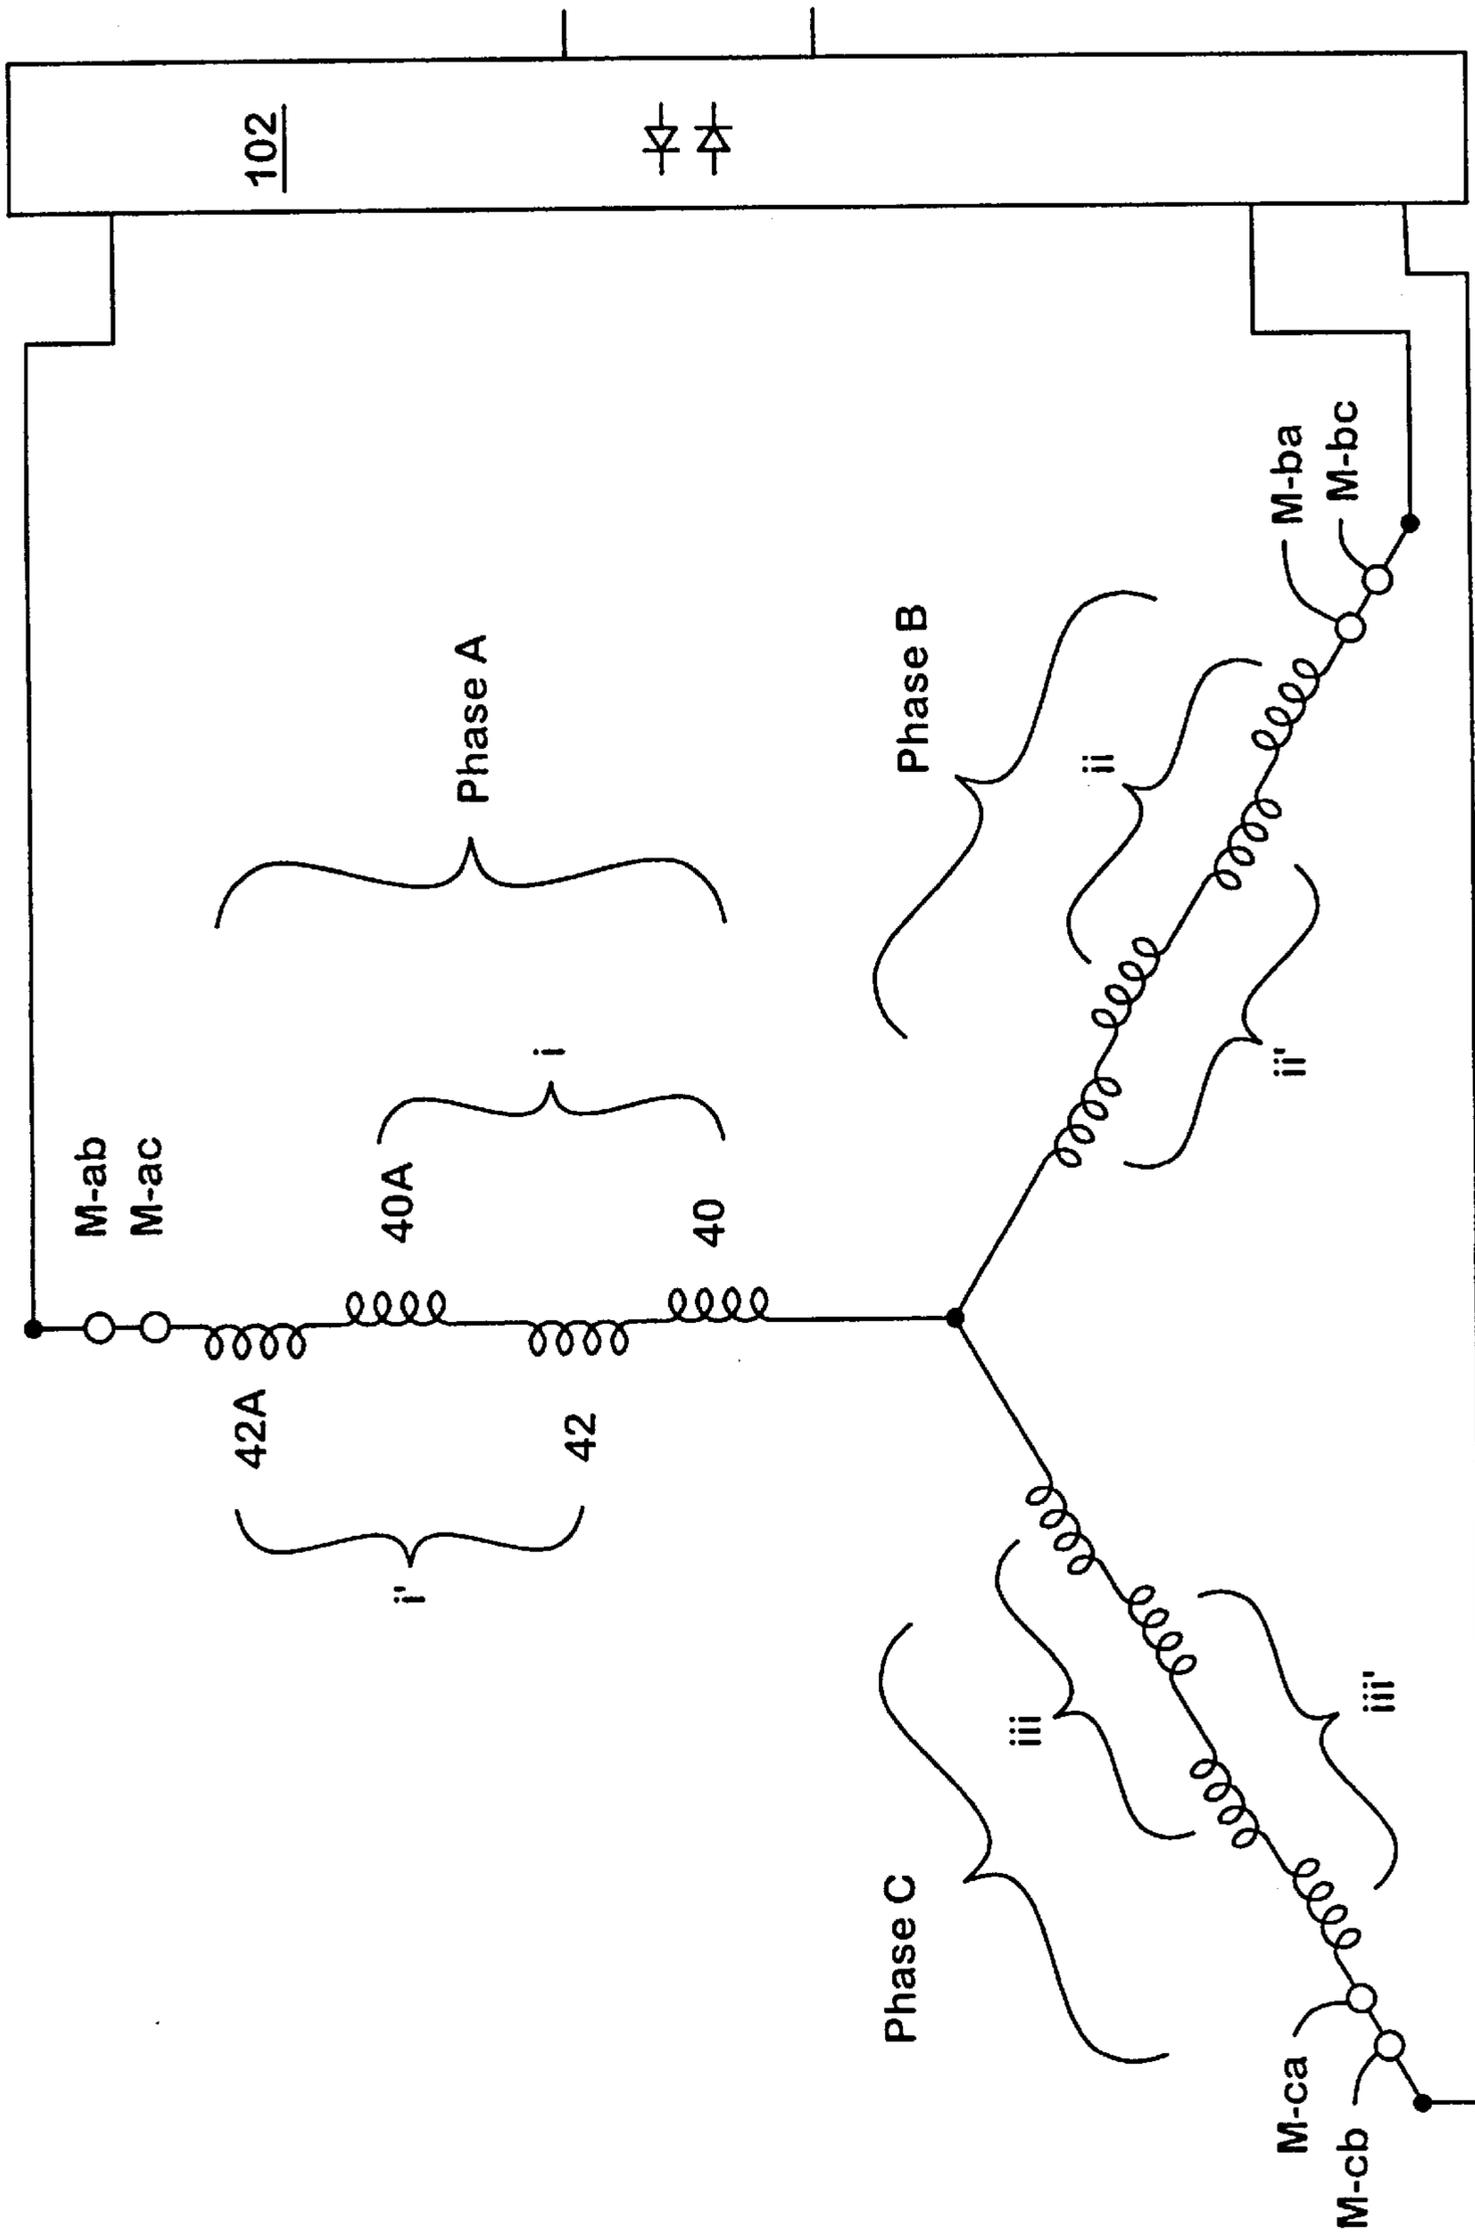 102
Phase A
M-ab
M-ac
i
40A
40
42A
42
i'
Phase B
ii
ii'
M-ba
M-bc
Phase C
iii
iii'
M-ca
M-cb